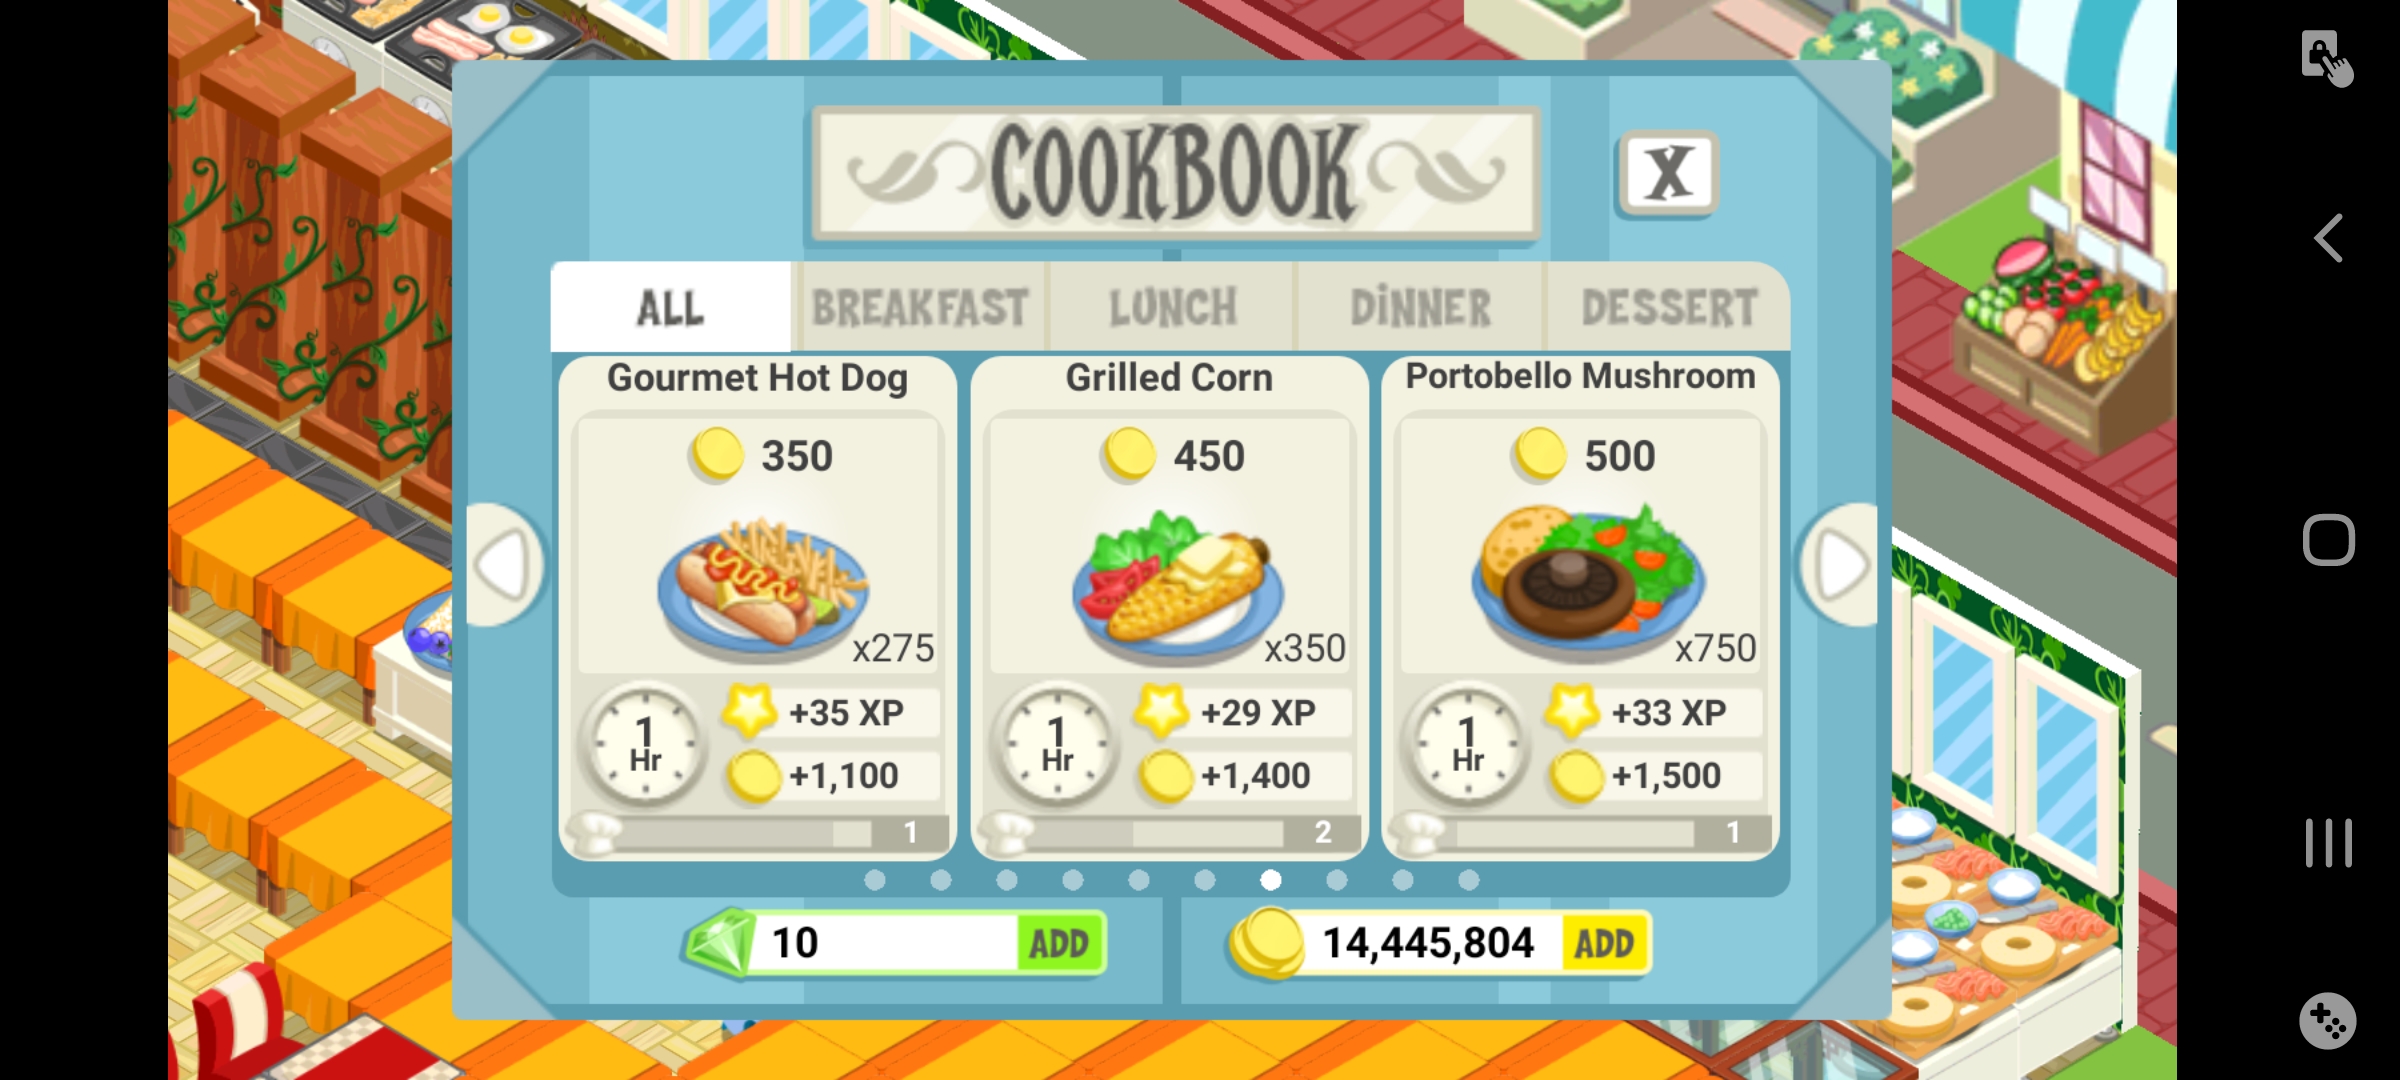 COOKBOOK
X
ALL BREAKFAST LUNCH DINNER DESSERT
Gourmet Hot Dog
350
x275
1 Hr
+35 XP
+1,100
1
Grilled Corn
450
x350
1 Hr
+29 XP
+1,400
2
Portobello Mushroom
500
x750
1 Hr
+33 XP
+1,500
1
10 ADD
14,445,804 ADD